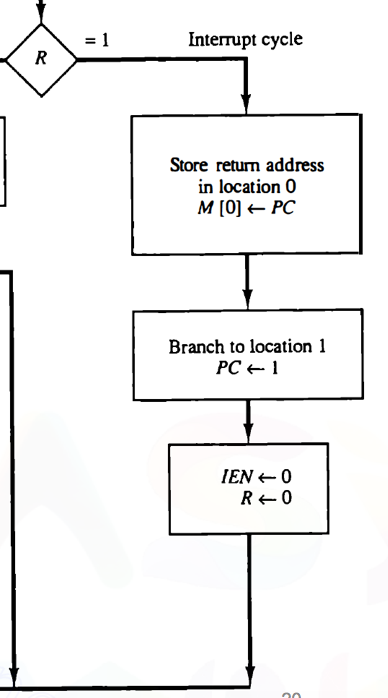 R
= 1
Interrupt cycle
Store return address
in location 0
M [0] ← PC
Branch to location 1
PC ← 1
IEN ← 0
R ← 0